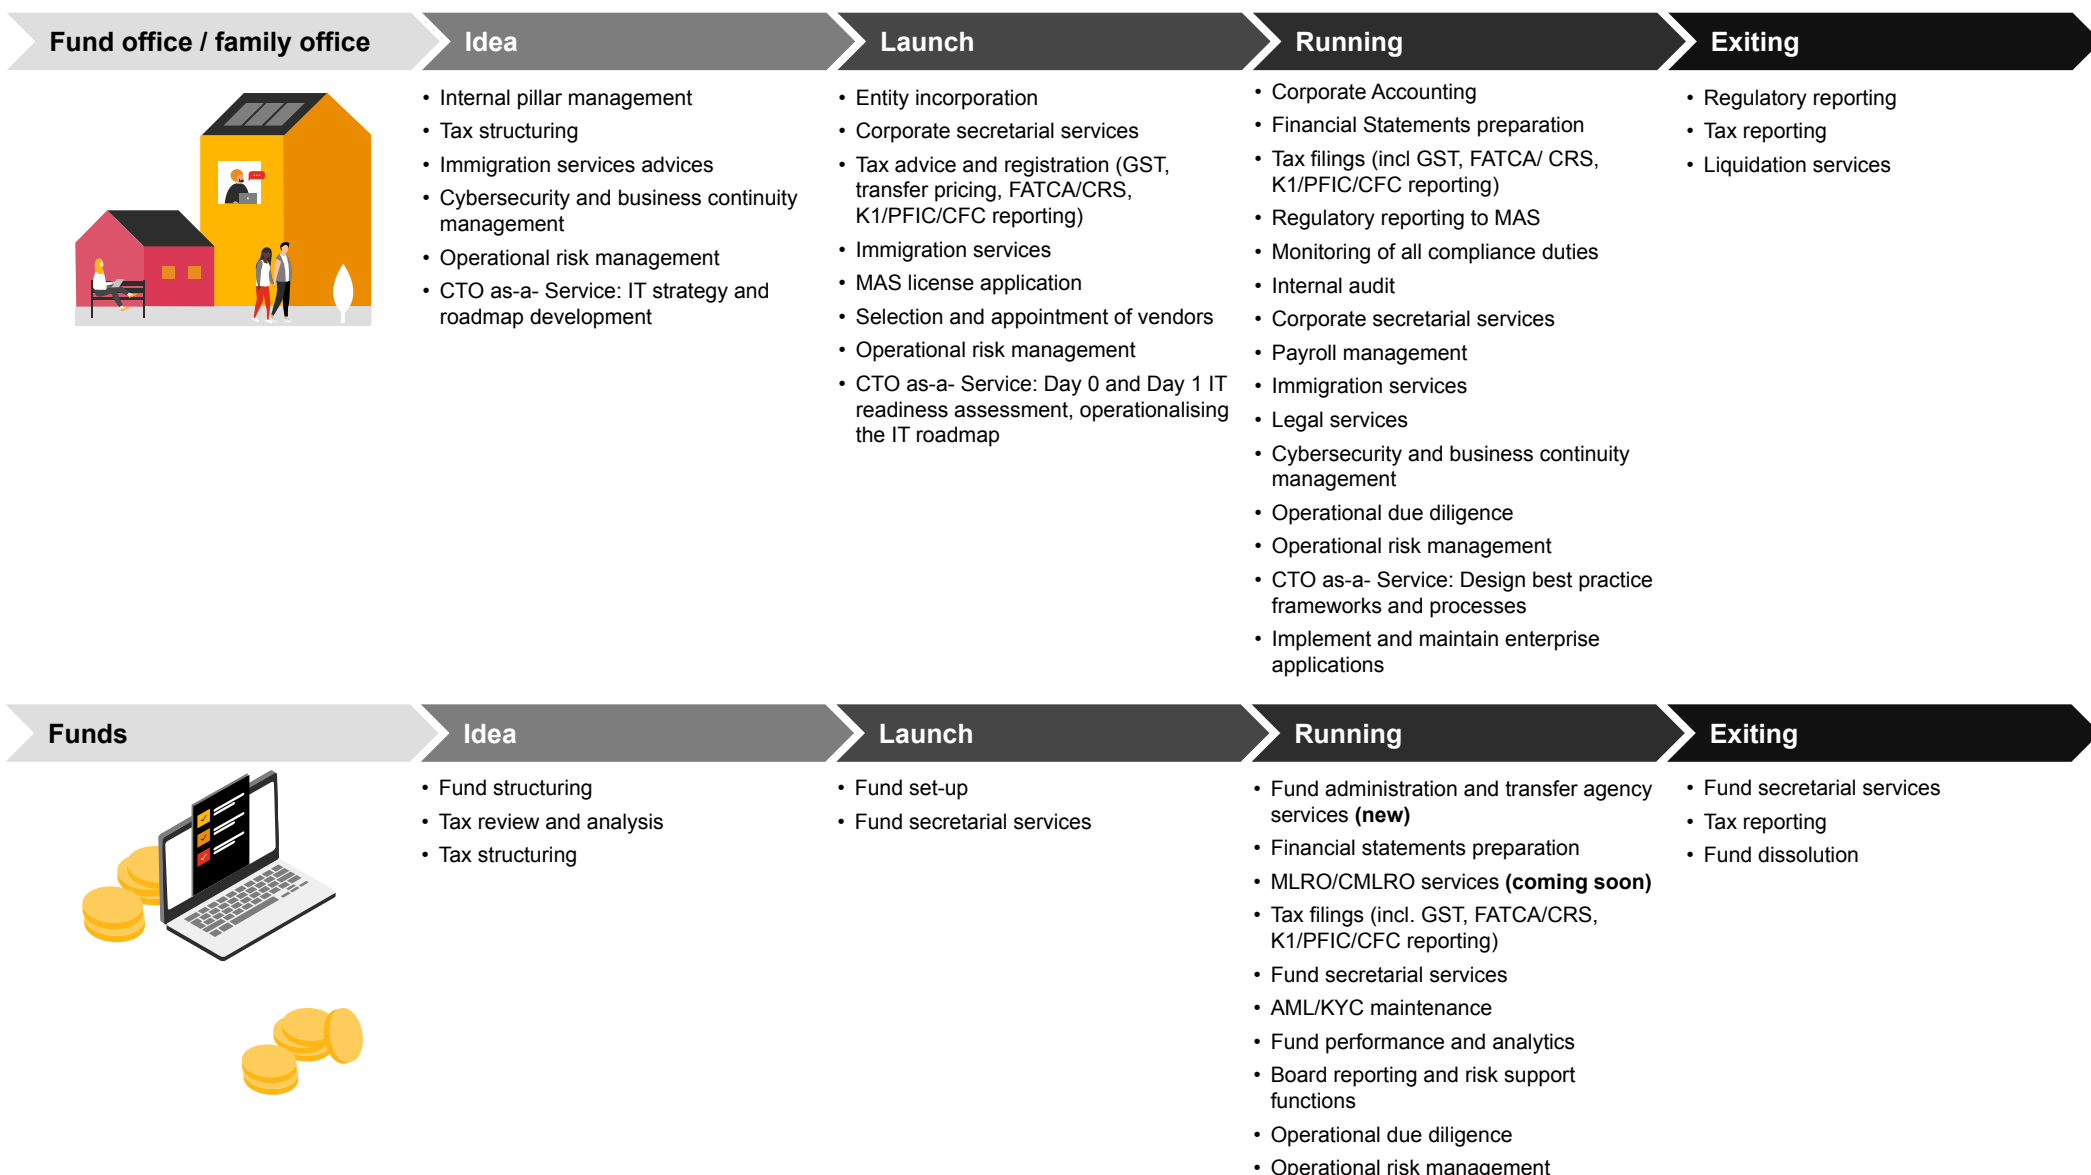 Fund office / family office
Idea
Launch
Running
Exiting
• Internal pillar management
• Tax structuring
• Immigration services advices
• Cybersecurity and business continuity
management
• Operational risk management
• CTO as-a- Service: IT strategy and
roadmap development
• Entity incorporation
• Corporate secretarial services
• Tax advice and registration (GST,
transfer pricing, FATCA/CRS,
K1/PFIC/CFC reporting)
• Immigration services
• MAS license application
• Selection and appointment of vendors
• Operational risk management
• CTO as-a- Service: Day 0 and Day 1 IT
readiness assessment, operationalising
the IT roadmap
• Corporate Accounting
• Financial Statements preparation
• Tax filings (incl GST, FATCA/ CRS,
K1/PFIC/CFC reporting)
• Regulatory reporting to MAS
• Monitoring of all compliance duties
• Internal audit
• Corporate secretarial services
• Payroll management
• Immigration services
• Legal services
• Cybersecurity and business continuity
management
• Operational due diligence
• Operational risk management
• CTO as-a- Service: Design best practice
frameworks and processes
• Implement and maintain enterprise
applications
• Regulatory reporting
• Tax reporting
• Liquidation services
Funds
Idea
Launch
Running
Exiting
• Fund structuring
• Tax review and analysis
• Tax structuring
• Fund set-up
• Fund secretarial services
• Fund administration and transfer agency
services (new)
• Financial statements preparation
• MLRO/CMLRO services (coming soon)
• Tax filings (incl. GST, FATCA/CRS,
K1/PFIC/CFC reporting)
• Fund secretarial services
• AML/KYC maintenance
• Fund performance and analytics
• Board reporting and risk support
functions
• Operational due diligence
• Operational risk management
• Fund secretarial services
• Tax reporting
• Fund dissolution